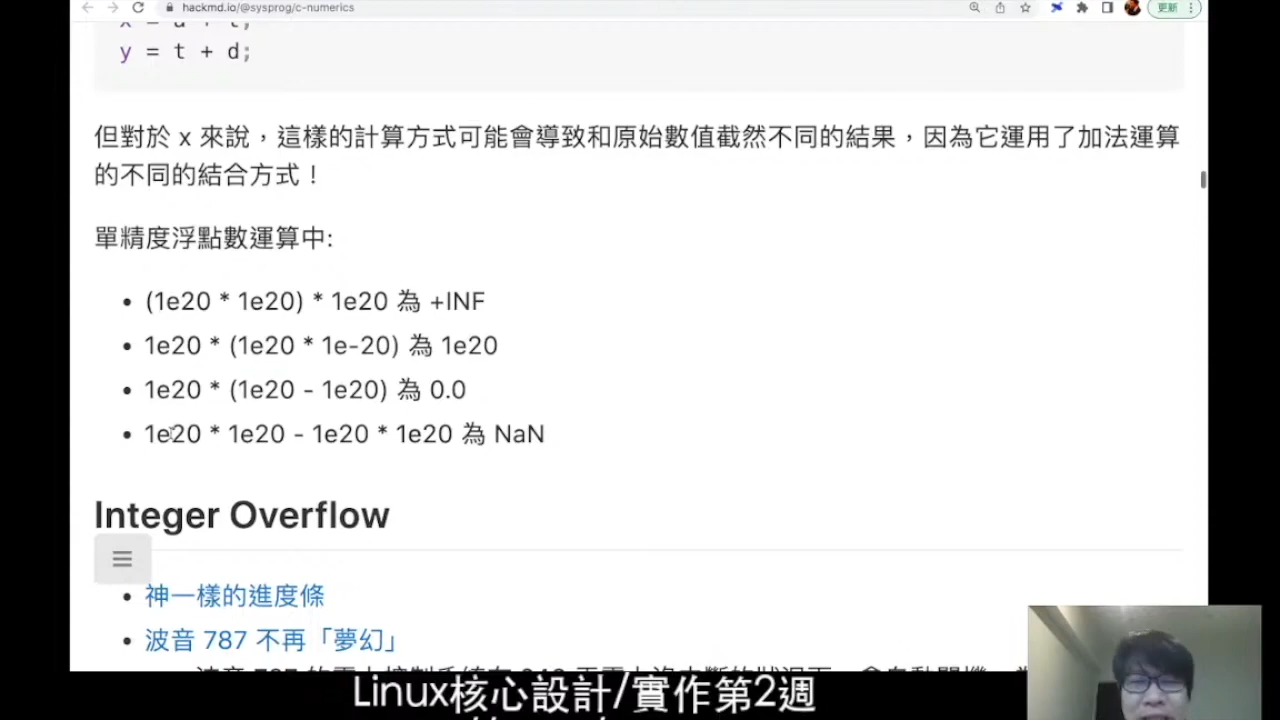 hackmd.io/@sysprog/c-numerics
更新
y = t + d;
但對於 x 來說，這樣的計算方式可能會導致和原始數值截然不同的結果，因為它運用了加法運算
的不同的結合方式！
單精度浮點數運算中:
• (1e20 * 1e20) * 1e20 為 +INF
• 1e20 * (1e20 * 1e-20) 為 1e20
• 1e20 * (1e20 - 1e20) 為 0.0
• 1e20 * 1e20 - 1e20 * 1e20 為 NaN
Integer Overflow
• 神一樣的進度條
• 波音 787 不再「夢幻」
Linux核心設計/實作第2週